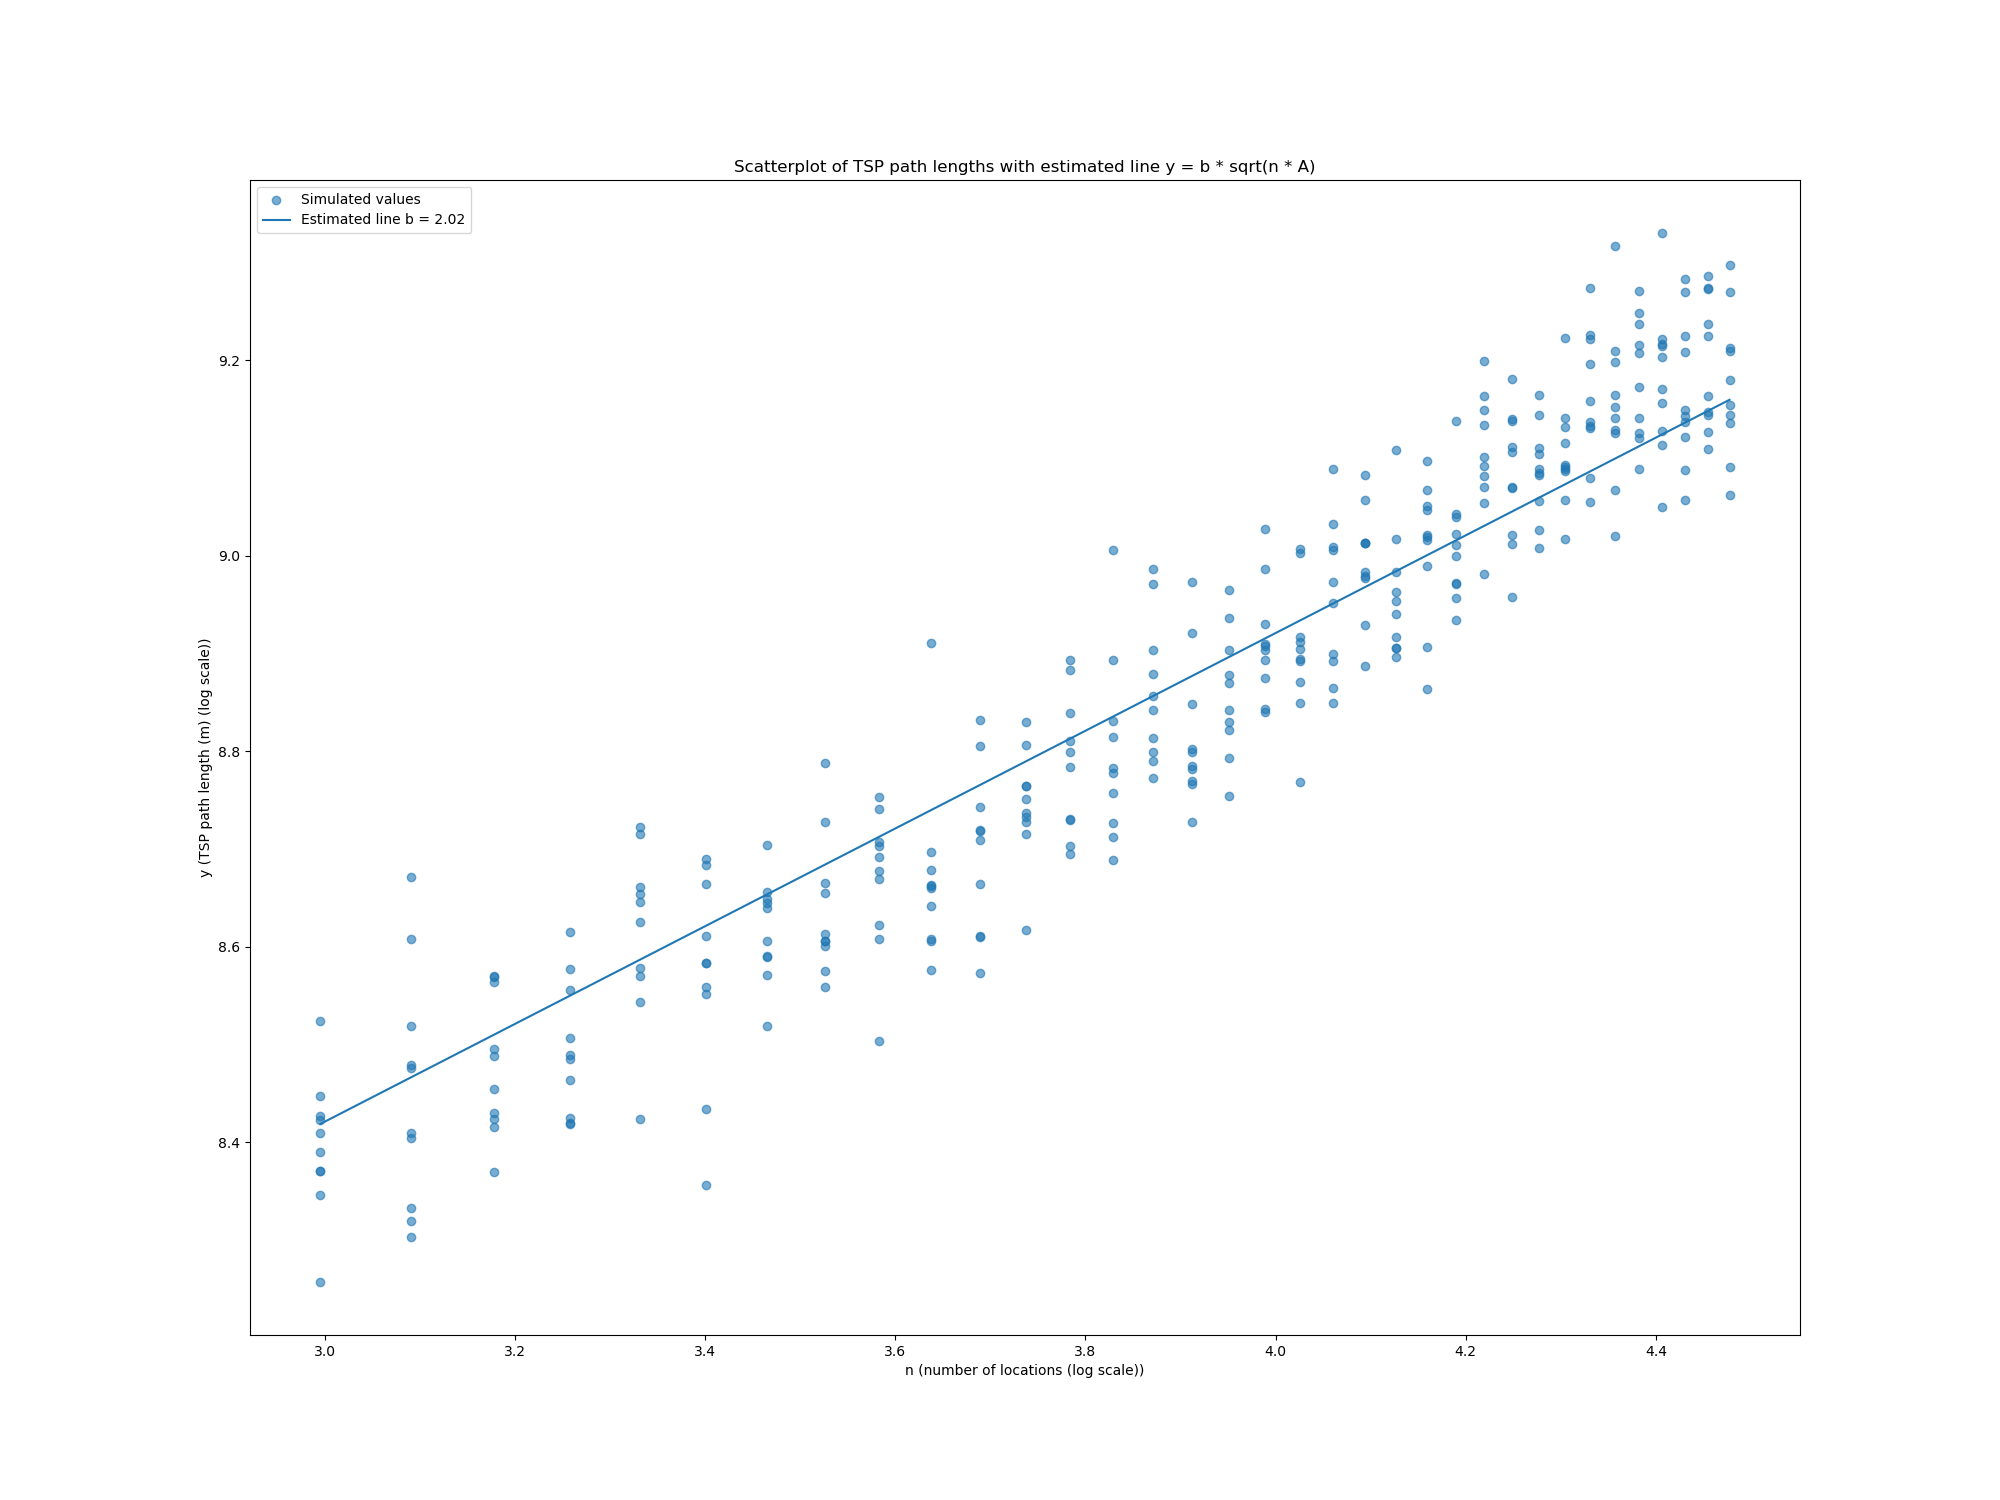 Scatterplot of TSP path lengths with estimated line y = b * sqrt(n * A)
Simulated values
Estimated line b = 2.02
9.2
9.0
8.8
8.6
8.4
y (TSP path length (m) (log scale))
3.0 3.2 3.4 3.6 3.8 4.0 4.2 4.4
n (number of locations (log scale))